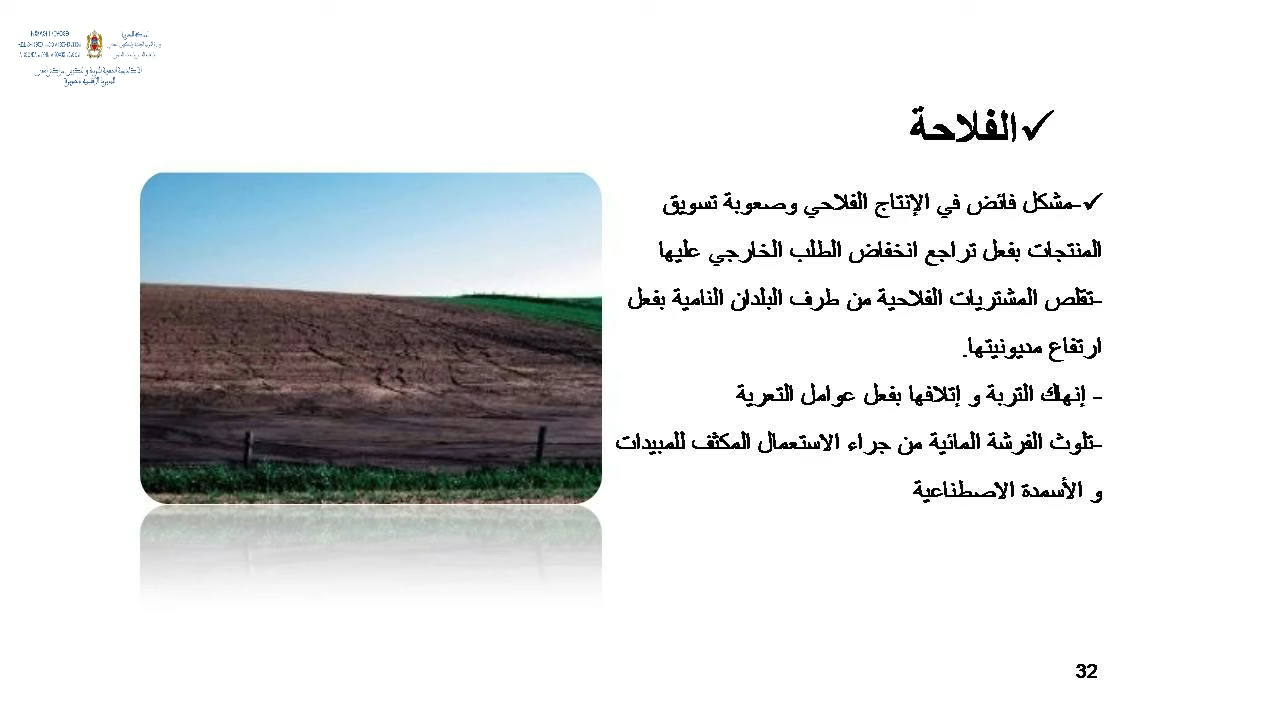 ✓الفلاحة
✓-مشكل فائض في الإنتاج الفلاحي وصعوبة تسويق
المنتجات بفعل تراجع انخفاض الطلب الخارجي عليها
-تقلص المشتريات الفلاحية من طرف البلدان النامية بفعل
ارتفاع مديونيتها.
- إنهاك التربة و إتلافها بفعل عوامل التعرية
-تلوث الفرشة المائية من جراء الاستعمال المكثف للمبيدات
و الأسمدة الاصطناعية
32